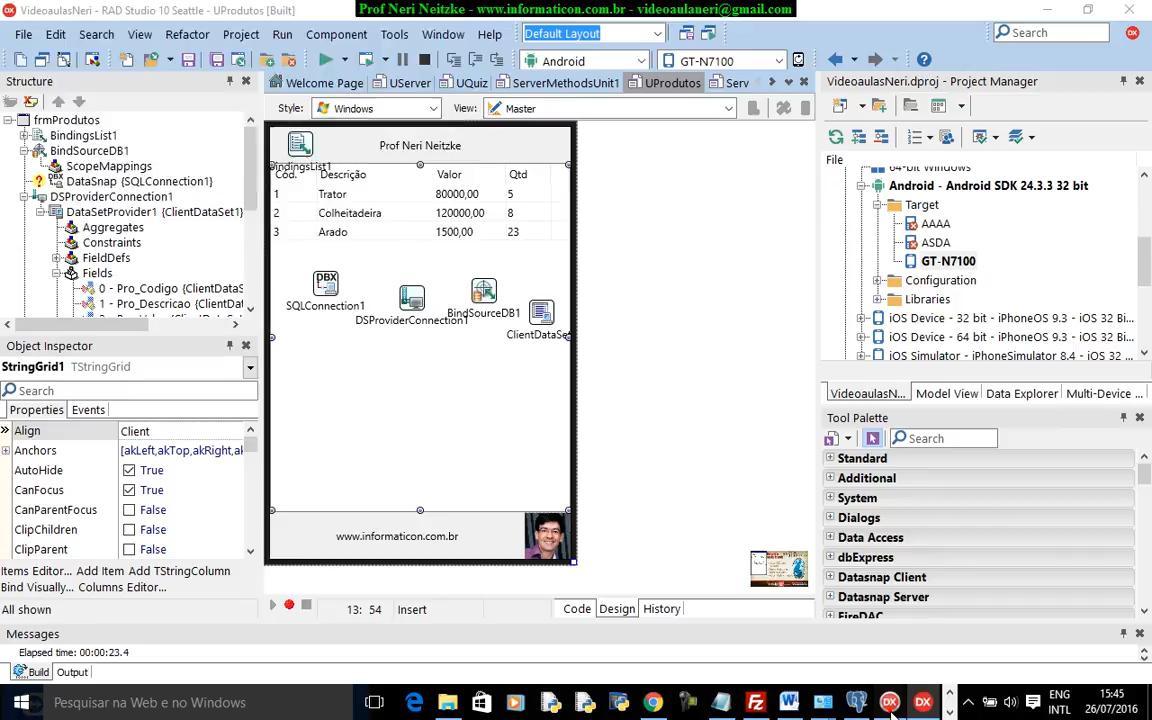 Prof Neri Neitzke - www.informaticon.com.br - videoaulaneri@gmail.com
VideoaulasNeri - RAD Studio 10 Seattle - UProdutos [Built]
File Edit Search View Refactor Project Run Component Tools Window Help
Default Layout
Search
Android
GT-N7100
Structure
Welcome Page UServer UQuiz ServerMethodsUnit1 UProdutos Serv
VideoaulasNeri.dproj - Project Manager
Style: Windows View: Master
frmProdutos
BindingsList1
BindSourceDB1
ScopeMappings
DataSnap {SQLConnection1}
DSProviderConnection1
DataSetProvider1 {ClientDataSet1}
Aggregates
Constraints
FieldDefs
Fields
0 - Pro_Codigo {ClientDataS
1 - Pro_Descricao {ClientDat
Prof Neri Neitzke
BindingsList1
Cod. Descrição Valor Qtd
1 Trator 80000,00 5
2 Colheitadeira 120000,00 8
3 Arado 1500,00 23
DBX
SQLConnection1
DSProviderConnection1
BindSourceDB1
ClientDataSet
www.informaticon.com.br
File
64-bit Windows
Android - Android SDK 24.3.3 32 bit
Target
AAAA
ASDA
GT-N7100
Configuration
Libraries
iOS Device - 32 bit - iPhoneOS 9.3 - iOS 32 Bi...
iOS Device - 64 bit - iPhoneOS 9.3 - iOS 32 Bi...
iOS Simulator - iPhoneSimulator 8.4 - iOS 32 ...
VideoaulasN... Model View Data Explorer Multi-Device ...
Object Inspector
StringGrid1 TStringGrid
Search
Properties Events
Align Client
Anchors [akLeft,akTop,akRight,ak
AutoHide True
CanFocus True
CanParentFocus False
ClipChildren False
ClipParent False
Items Editor... Add Item Add TStringColumn
Bind Visually... Columns Editor...
All shown
13: 54 Insert
Code Design History
Tool Palette
Search
Standard
Additional
System
Dialogs
Data Access
dbExpress
Datasnap Client
Datasnap Server
FireDAC
Messages
Elapsed time: 00:00:23.4
Build Output
Pesquisar na Web e no Windows
ENG
INTL
15:45
26/07/2016